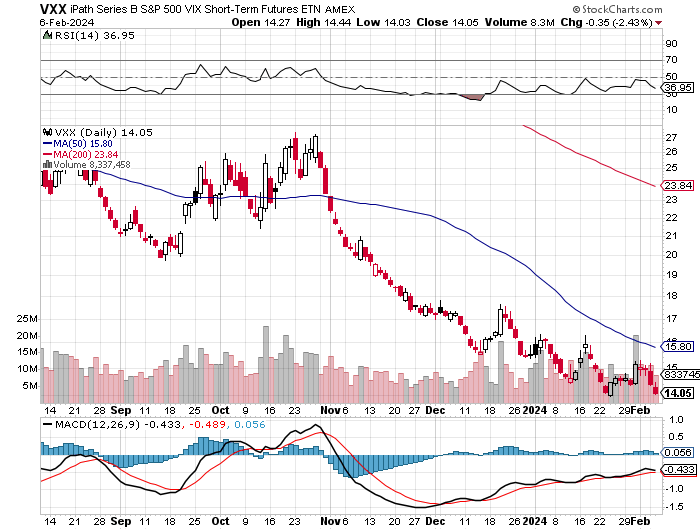 VXX iPath Series B S&P 500 VIX Short-Term Futures ETN AMEX © StockCharts.com
6-Feb-2024 Open 14.27 High 14.44 Low 14.03 Close 14.05 Volume 8.3M Chg -0.35 (-2.43%)
RSI(14) 36.95
90
70
50
36.95
30
10
VXX (Daily) 14.05
MA(50) 15.80
MA(200) 23.84
Volume 8,337,458
27
26
25
24
23.84
23
22
21
20
19
18
17
16
15.80
15
8337458
14.05
25M
20M
15M
10M
5M
14 21 28 Sep 11 18 25 Oct 9 16 23 Nov 6 13 20 27 Dec 11 18 26 2024 8 16 22 29 Feb
MACD(12,26,9) -0.433, -0.489, 0.056
1.0
0.5
0.056
-0.433
-1.0
-1.5
14 21 28 Sep 11 18 25 Oct 9 16 23 Nov 6 13 20 27 Dec 11 18 26 2024 8 16 22 29 Feb